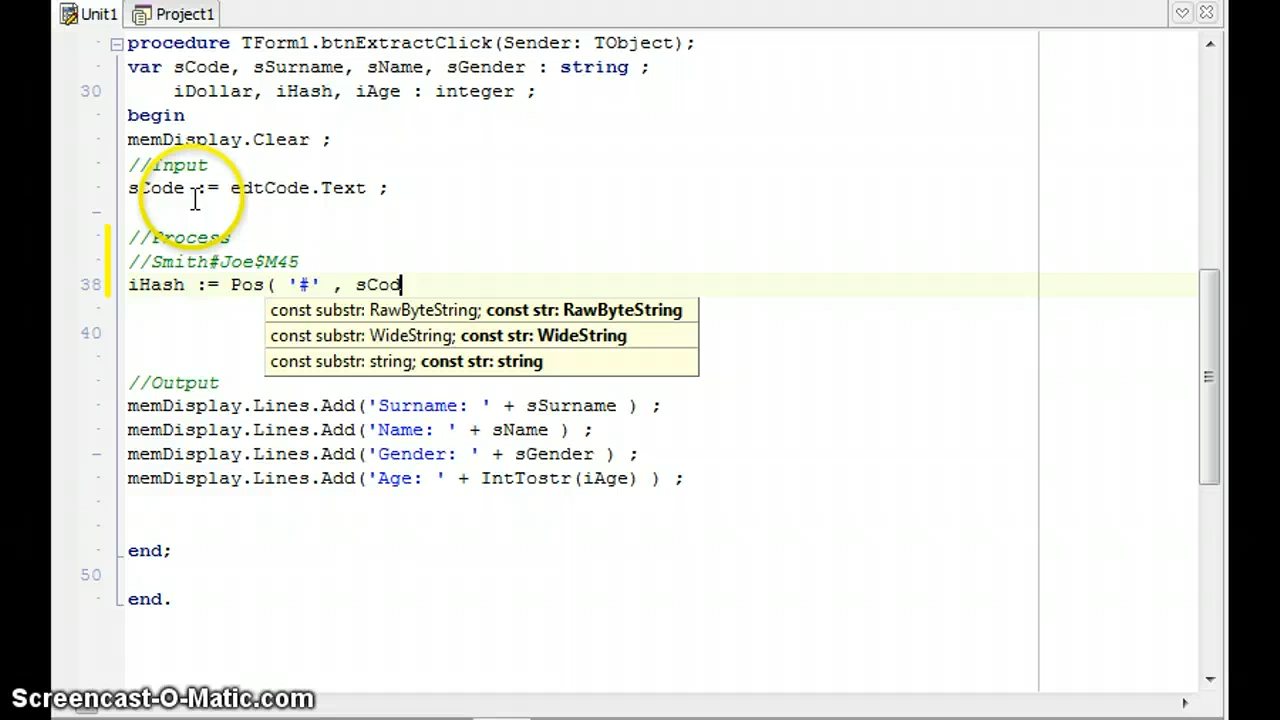 Unit1 Project1
procedure TForm1.btnExtractClick(Sender: TObject);
var sCode, sSurname, sName, sGender : string ;
30 iDollar, iHash, iAge : integer ;
begin
memDisplay.Clear ;
//Input
sCode := edtCode.Text ;
//Process
//Smith#Joe$M45
38 iHash := Pos( '#' , sCod
const substr: RawByteString; const str: RawByteString
40 const substr: WideString; const str: WideString
const substr: string; const str: string
//Output
memDisplay.Lines.Add('Surname: ' + sSurname ) ;
memDisplay.Lines.Add('Name: ' + sName ) ;
memDisplay.Lines.Add('Gender: ' + sGender ) ;
memDisplay.Lines.Add('Age: ' + IntTostr(iAge) ) ;
end;
50
end.
Screencast-O-Matic.com